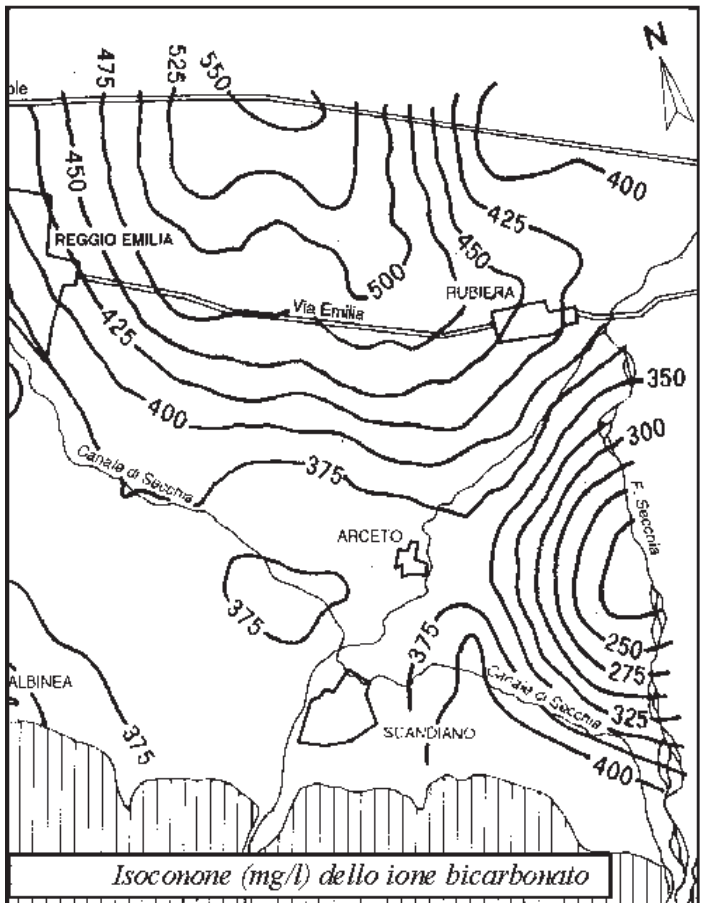 475
525
550
N
ble
450
400
425
REGGIO EMILIA
450
500
RUBIERA
Via Emilia
425
350
400
300
Canale di Secchia
375
F. Secchia
ARCETO
375
375
250
275
ALBINEA
Canale di Secchia
325
375
SCANDIANO
400
Isoconone (mg/l) dello ione bicarbonato